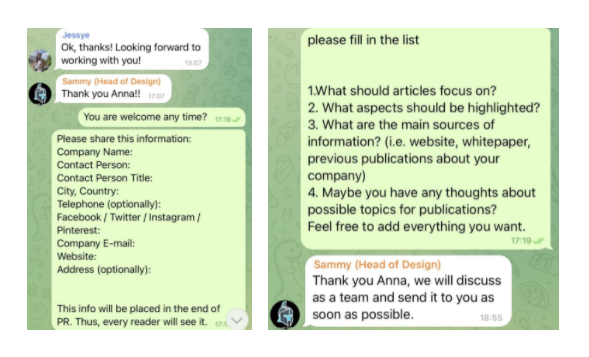 Jessye
Ok, thanks! Looking forward to
working with you!
13:07
Sammy (Head of Design)
Thank you Anna!! 17:07
You are welcome any time? 17:18
Please share this information:
Company Name:
Contact Person:
Contact Person Title:
City, Country:
Telephone (optionally):
Facebook / Twitter / Instagram /
Pinterest:
Company E-mail:
Website:
Address (optionally):
This info will be placed in the end of
PR. Thus, every reader will see it.
please fill in the list
1.What should articles focus on?
2. What aspects should be highlighted?
3. What are the main sources of
information? (i.e. website, whitepaper,
previous publications about your
company)
4. Maybe you have any thoughts about
possible topics for publications?
Feel free to add everything you want.
17:19
Sammy (Head of Design)
Thank you Anna, we will discuss
as a team and send it to you as
soon as possible.
18:55